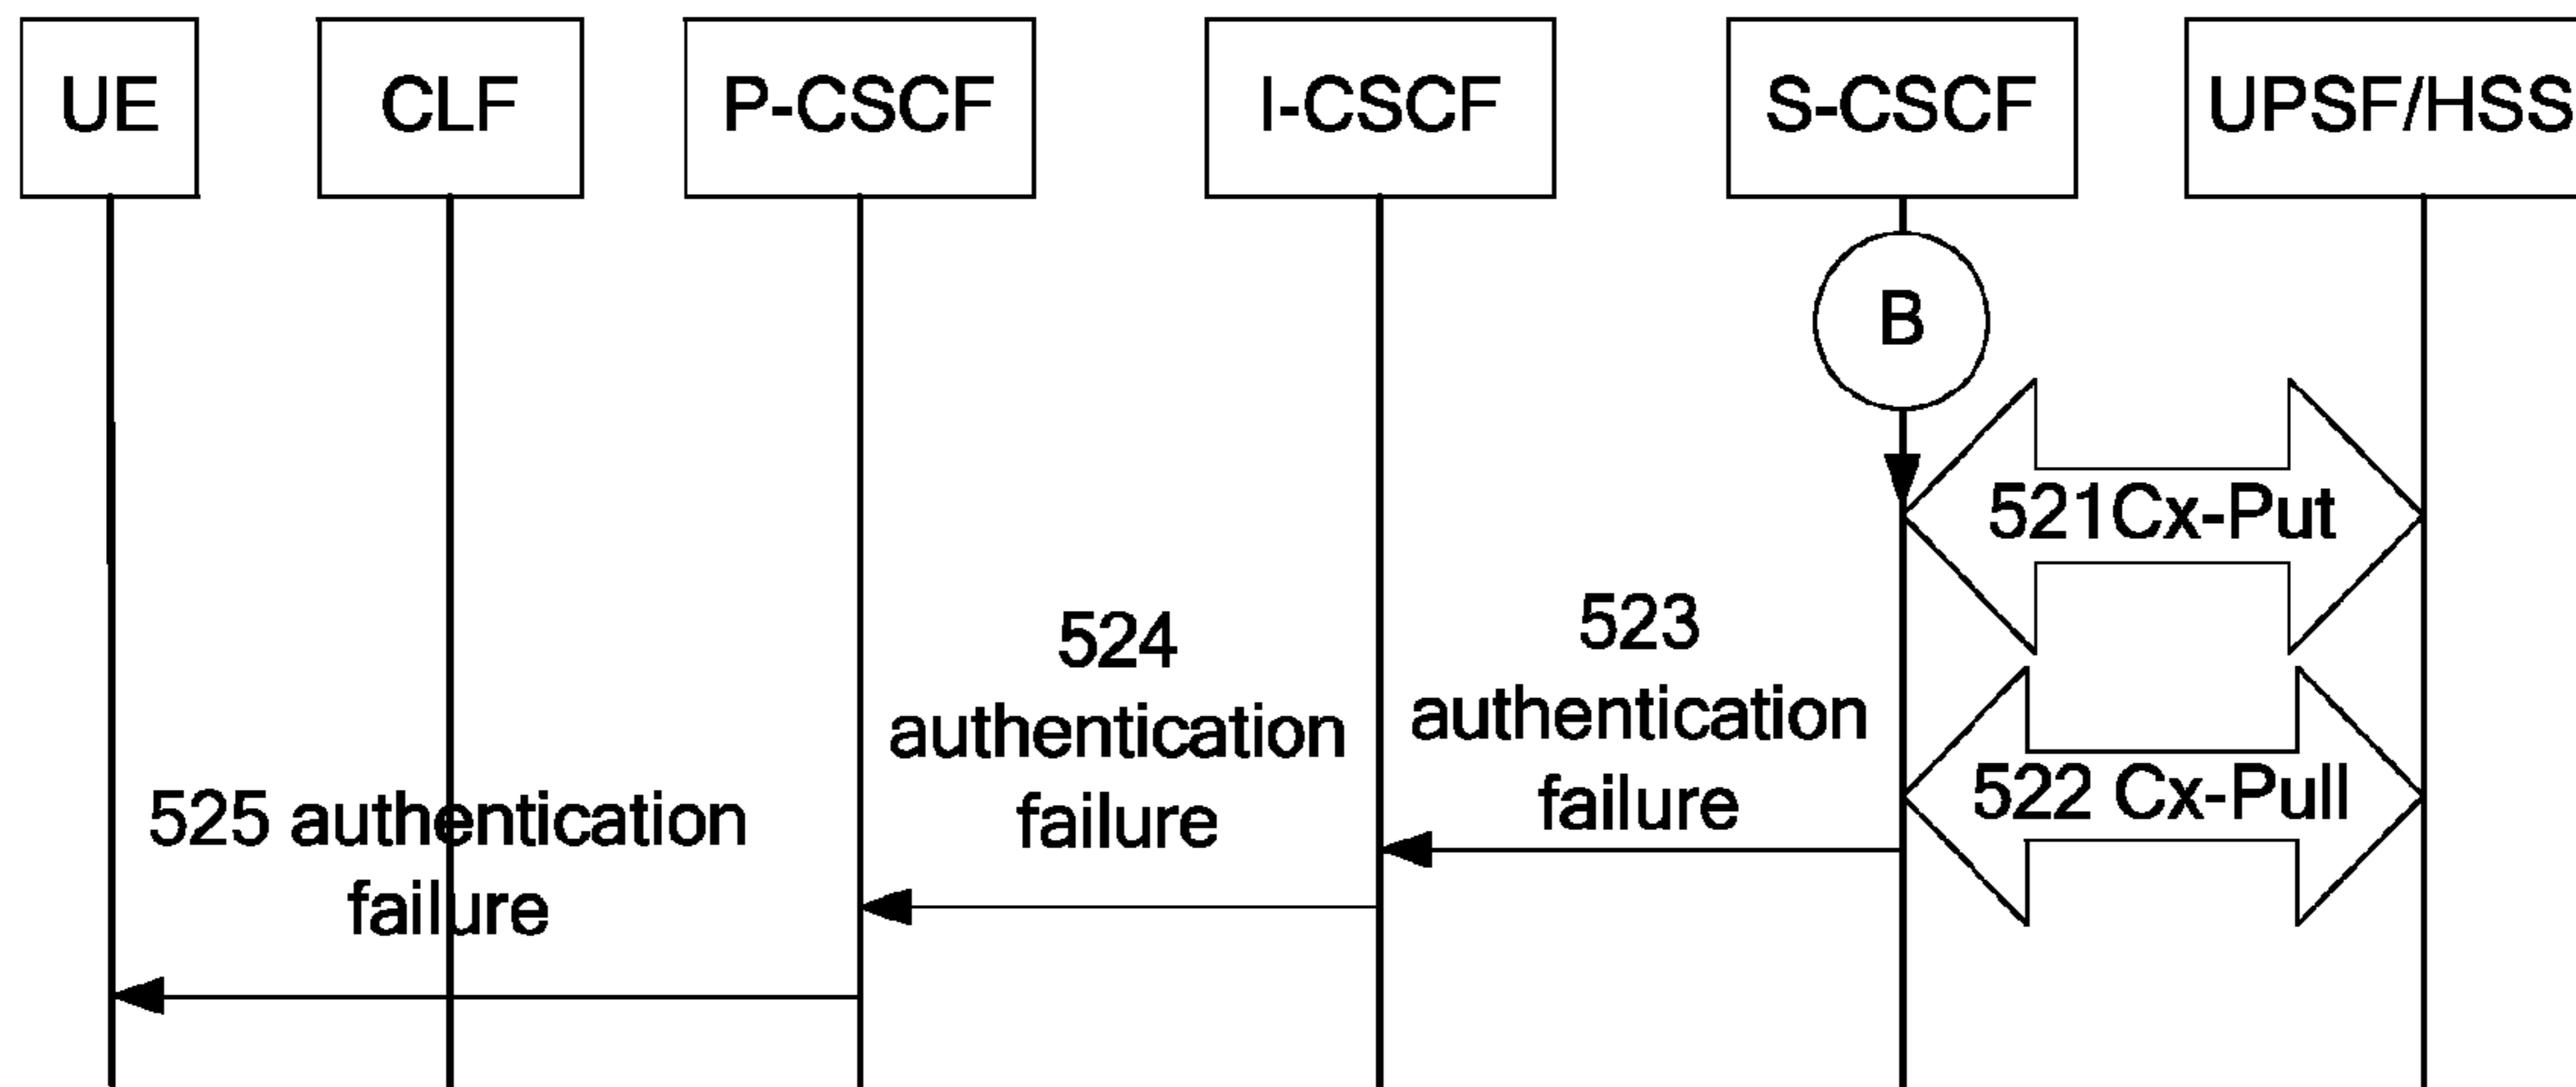 UE
CLF
P-CSCF
I-CSCF
S-CSCF
UPSF/HSS
B
521Cx-Put
523
authentication
failure
524
authentication
failure
522 Cx-Pull
525 authentication
failure